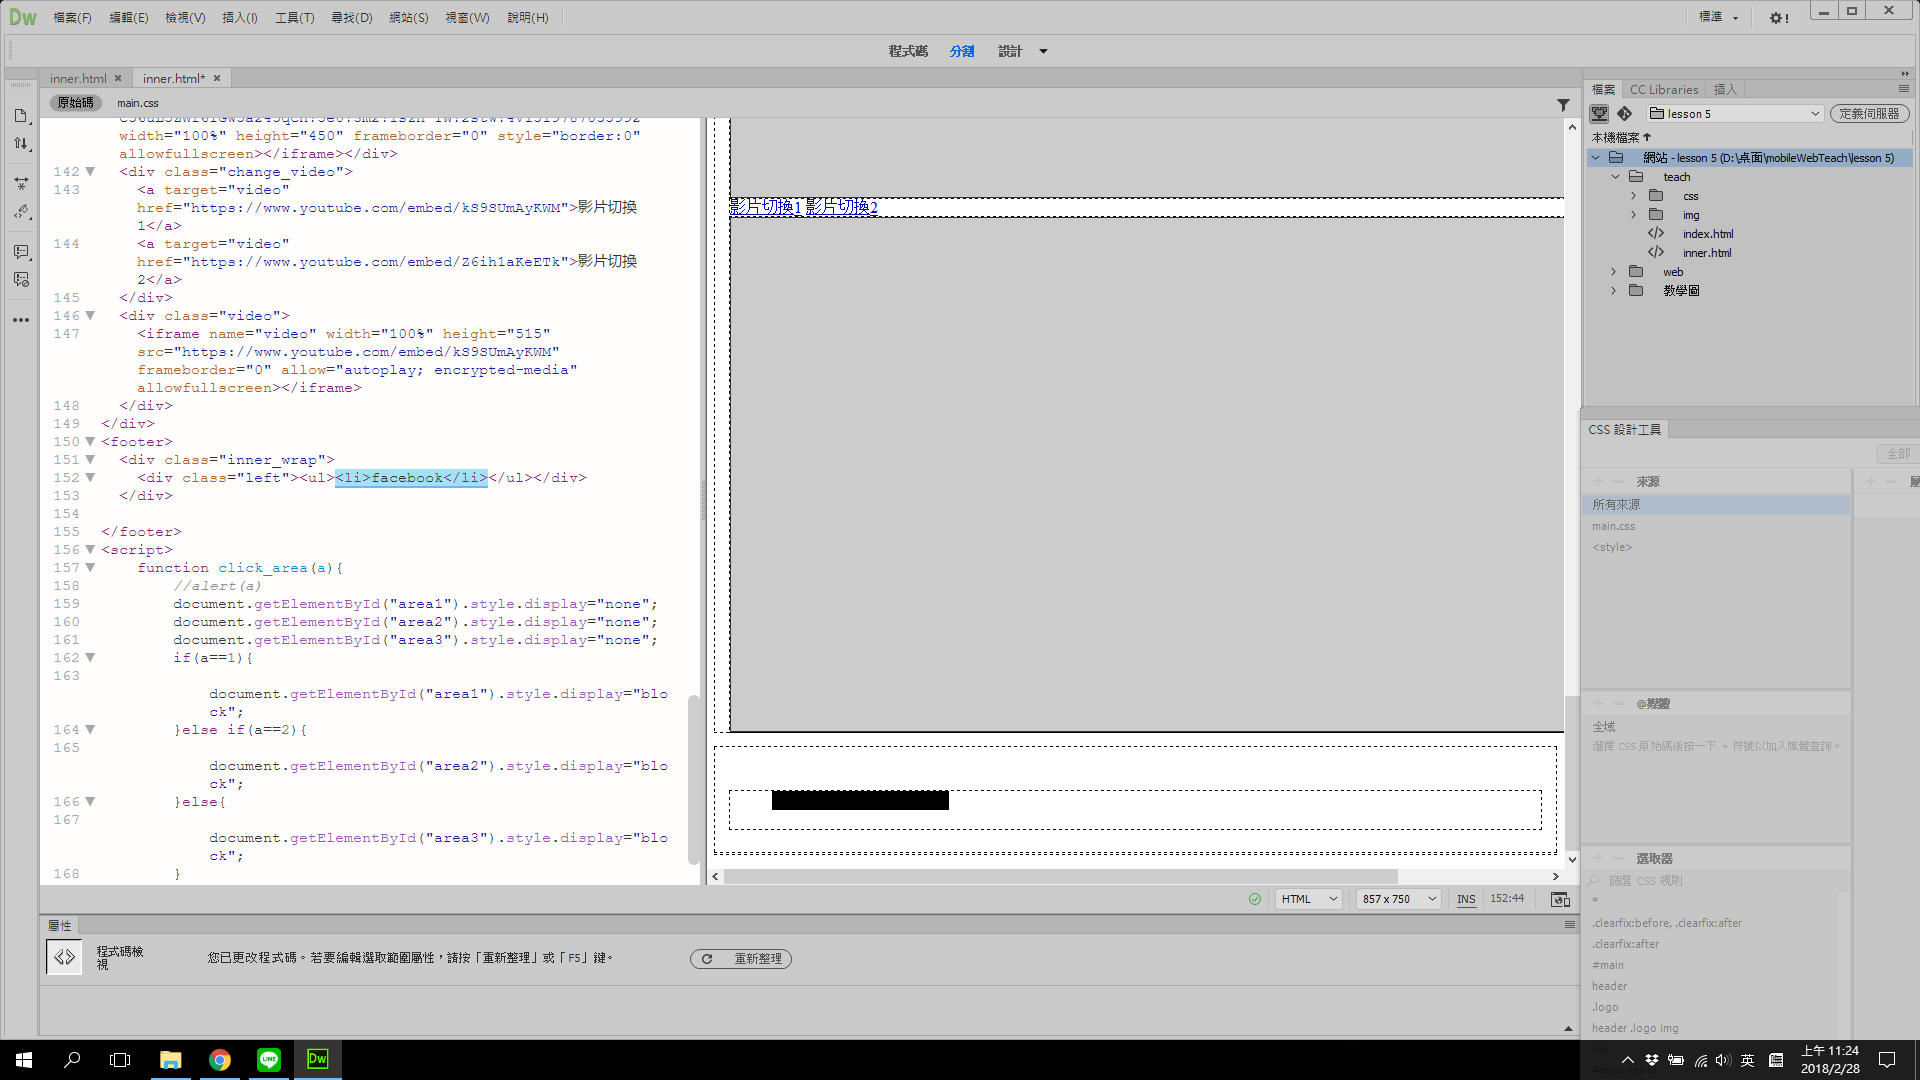 Dw 檔案(F) 編輯(E) 檢視(V) 插入(I) 工具(T) 尋找(D) 網站(S) 視窗(W) 說明(H) 標準
程式碼 分割 設計
inner.html inner.html*
原始碼 main.css
width="100%" height="450" frameborder="0" style="border:0"
allowfullscreen></iframe></div>
142 <div class="change_video">
143 <a target="video"
href="https://www.youtube.com/embed/kS9SUmAyKWM">影片切換
1</a>
144 <a target="video"
href="https://www.youtube.com/embed/Z6ih1aKeETk">影片切換
2</a>
145 </div>
146 <div class="video">
147 <iframe name="video" width="100%" height="515"
src="https://www.youtube.com/embed/kS9SUmAyKWM"
frameborder="0" allow="autoplay; encrypted-media"
allowfullscreen></iframe>
148 </div>
149 </div>
150 <footer>
151 <div class="inner_wrap">
152 <div class="left"><ul><li>facebook</li></ul></div>
153 </div>
154
155 </footer>
156 <script>
157 function click_area(a){
158 //alert(a)
159 document.getElementById("area1").style.display="none";
160 document.getElementById("area2").style.display="none";
161 document.getElementById("area3").style.display="none";
162 if(a==1){
163
document.getElementById("area1").style.display="blo
ck";
164 }else if(a==2){
165
document.getElementById("area2").style.display="blo
ck";
166 }else{
167
document.getElementById("area3").style.display="blo
ck";
168 }
影片切換1 影片切換2
HTML 857 x 750 INS 152:44
屬性
程式碼檢
視
您已更改程式碼。若要編輯選取範圍屬性，請按「重新整理」或「F5」鍵。
重新整理
檔案 CC Libraries 插入
lesson 5 定義伺服器
本機檔案
網站 - lesson 5 (D:\桌面\mobileWebTeach\lesson 5)
teach
css
img
index.html
inner.html
web
教學圖
CSS 設計工具
全部
來源
所有來源
main.css
<style>
@媒體
全域
選擇 CSS 原始碼後按一下 + 符號以加入媒體查詢。
選取器
篩選 CSS 規則
*
.clearfix:before, .clearfix:after
.clearfix:after
#main
header
.logo
header .logo img
Dw
英
上午 11:24
2018/2/28